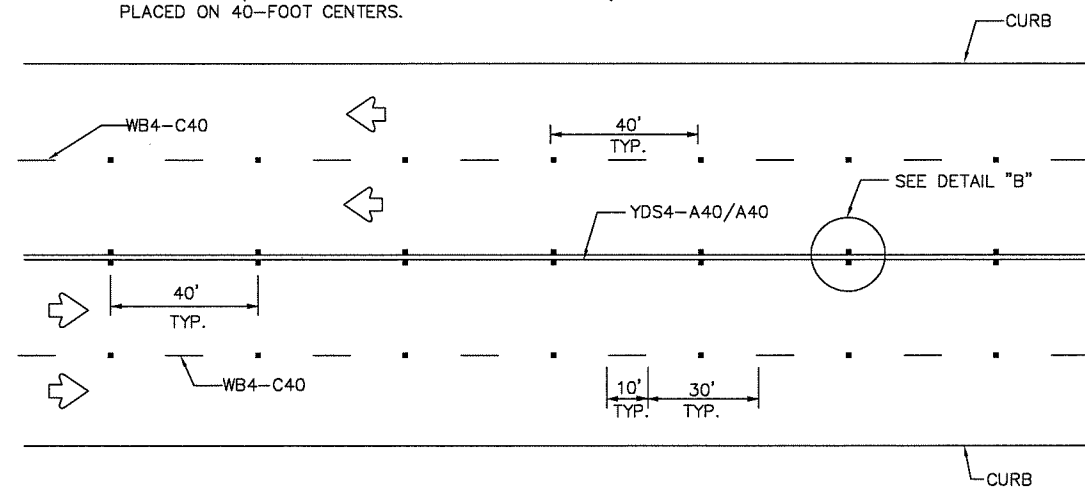 PLACED ON 40-FOOT CENTERS.
CURB
WB4-C40
40'
TYP.
SEE DETAIL "B"
YDS4-A40/A40
40'
TYP.
WB4-C40
10'
TYP.
30'
TYP.
CURB